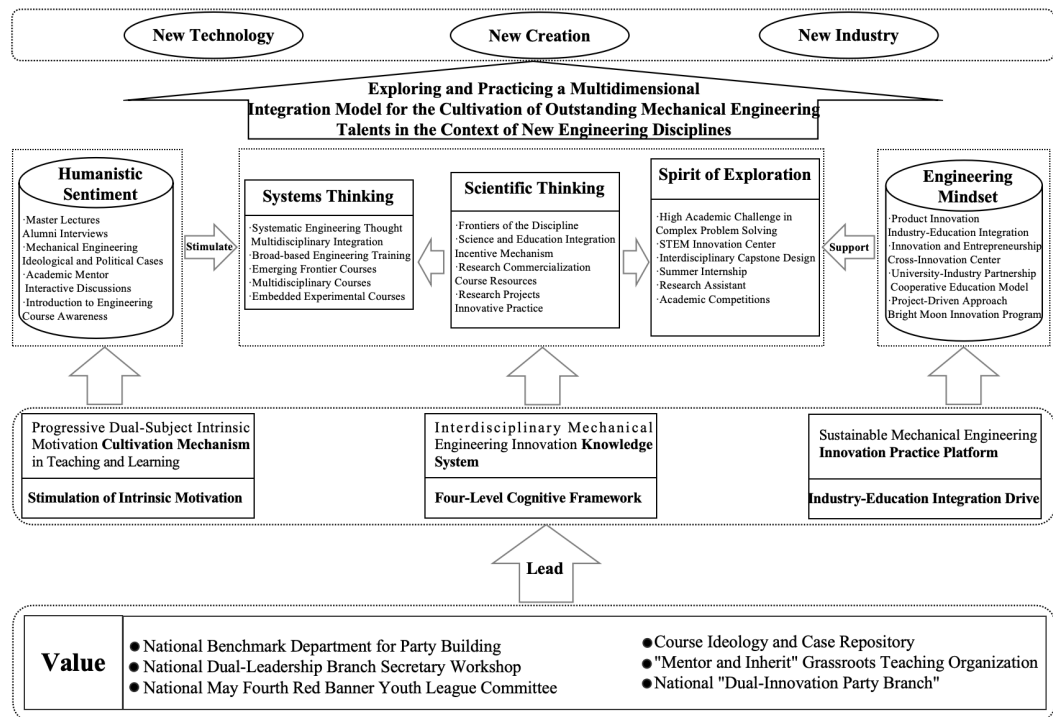 New Technology
New Creation
New Industry
Exploring and Practicing a Multidimensional
Integration Model for the Cultivation of Outstanding Mechanical Engineering
Talents in the Context of New Engineering Disciplines
Humanistic
Sentiment
·Master Lectures
Alumni Interviews
·Mechanical Engineering
Ideological and Political Cases
·Academic Mentor
Interactive Discussions
·Introduction to Engineering
Course Awareness
Stimulate
Systems Thinking
·Systematic Engineering Thought
Multidisciplinary Integration
·Broad-based Engineering Training
·Emerging Frontier Courses
·Multidisciplinary Courses
·Embedded Experimental Courses
Scientific Thinking
·Frontiers of the Discipline
·Science and Education Integration
Incentive Mechanism
·Research Commercialization
Course Resources
·Research Projects
Innovative Practice
Spirit of Exploration
·High Academic Challenge in
Complex Problem Solving
·STEM Innovation Center
·Interdisciplinary Capstone Design
·Summer Internship
·Research Assistant
·Academic Competitions
Support
Engineering
Mindset
·Product Innovation
Industry-Education Integration
·Innovation and Entrepreneurship
Cross-Innovation Center
·University-Industry Partnership
Cooperative Education Model
·Project-Driven Approach
Bright Moon Innovation Program
Progressive Dual-Subject Intrinsic
Motivation Cultivation Mechanism
in Teaching and Learning
Stimulation of Intrinsic Motivation
Interdisciplinary Mechanical
Engineering Innovation Knowledge
System
Four-Level Cognitive Framework
Sustainable Mechanical Engineering
Innovation Practice Platform
Industry-Education Integration Drive
Lead
Value
●National Benchmark Department for Party Building
●National Dual-Leadership Branch Secretary Workshop
●National May Fourth Red Banner Youth League Committee
●Course Ideology and Case Repository
●"Mentor and Inherit" Grassroots Teaching Organization
●National "Dual-Innovation Party Branch"